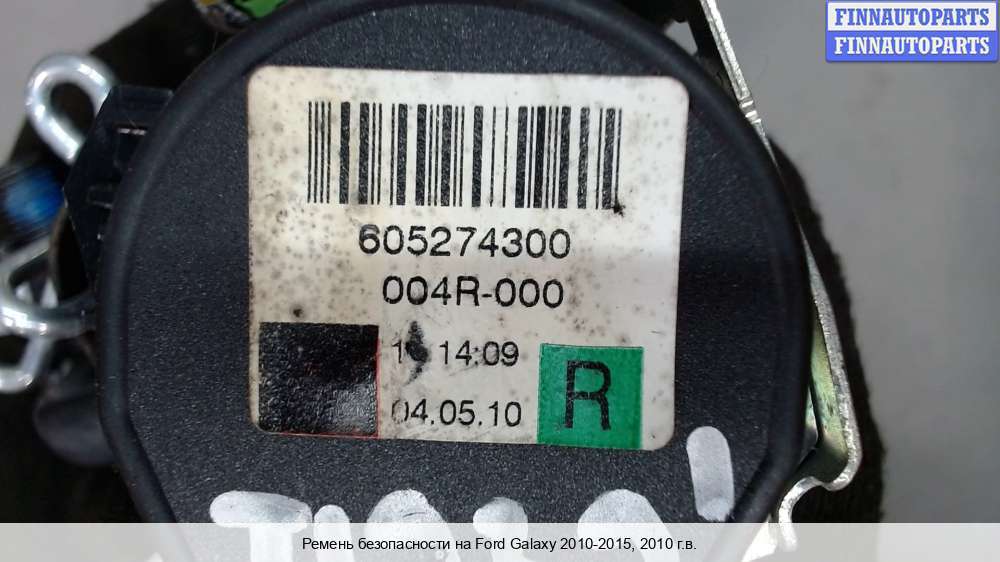 FINNAUTOPARTS
FINNAUTOPARTS
605274300
004R-000
14:09
04.05.10
R
Ремень безопасности на Ford Galaxy 2010-2015, 2010 г.в.